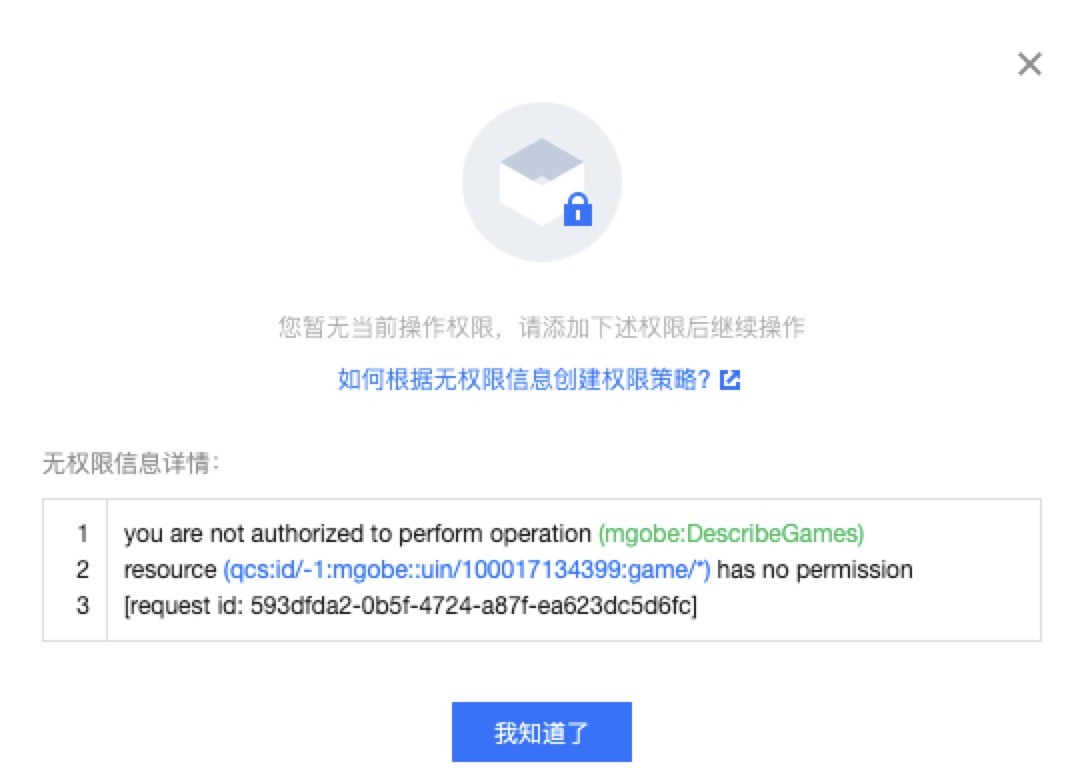 您暂无当前操作权限，请添加下述权限后继续操作
如何根据无权限信息创建权限策略?
无权限信息详情:
1 you are not authorized to perform operation (mgobe:DescribeGames)
2 resource (qcs:id/-1:mgobe::uin/100017134399:game/*) has no permission
3 [request id: 593dfda2-0b5f-4724-a87f-ea623dc5d6fc]
我知道了